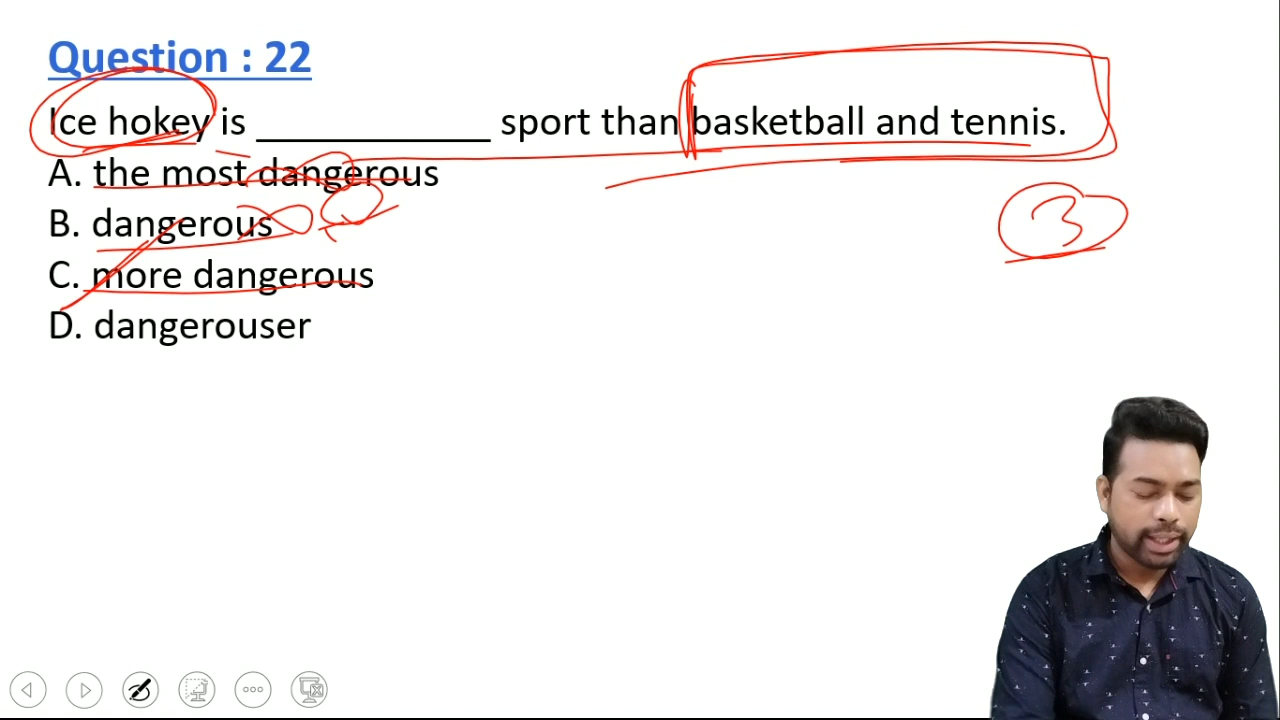 Question : 22
Ice hokey is ____________ sport than basketball and tennis.
A. the most dangerous
B. dangerous
C. more dangerous
D. dangerouser
3